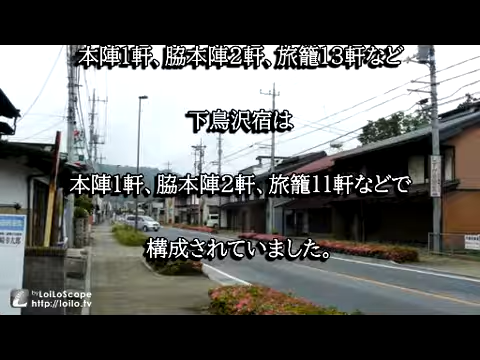 本陣1軒、脇本陣2軒、旅籠13軒など
下鳥沢宿は
本陣1軒、脇本陣2軒、旅籠11軒などで
構成されていました。
by LoiLoScope
http://loilo.tv